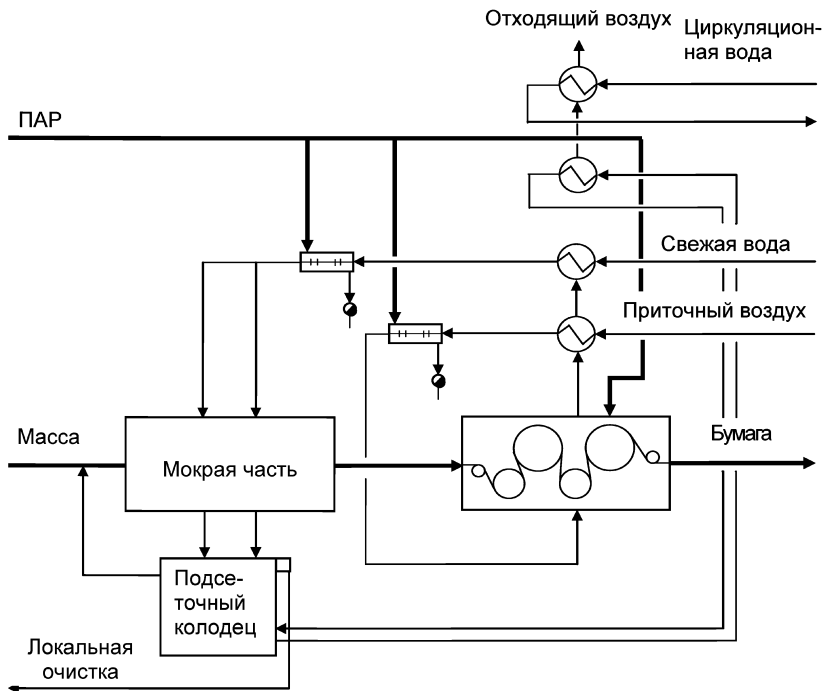 Отходящий воздух
Циркуляцион-
ная вода
ПАР
Свежая вода
Приточный воздух
Масса
Мокрая часть
Бумага
Подсе-
точный
колодец
Локальная
очистка